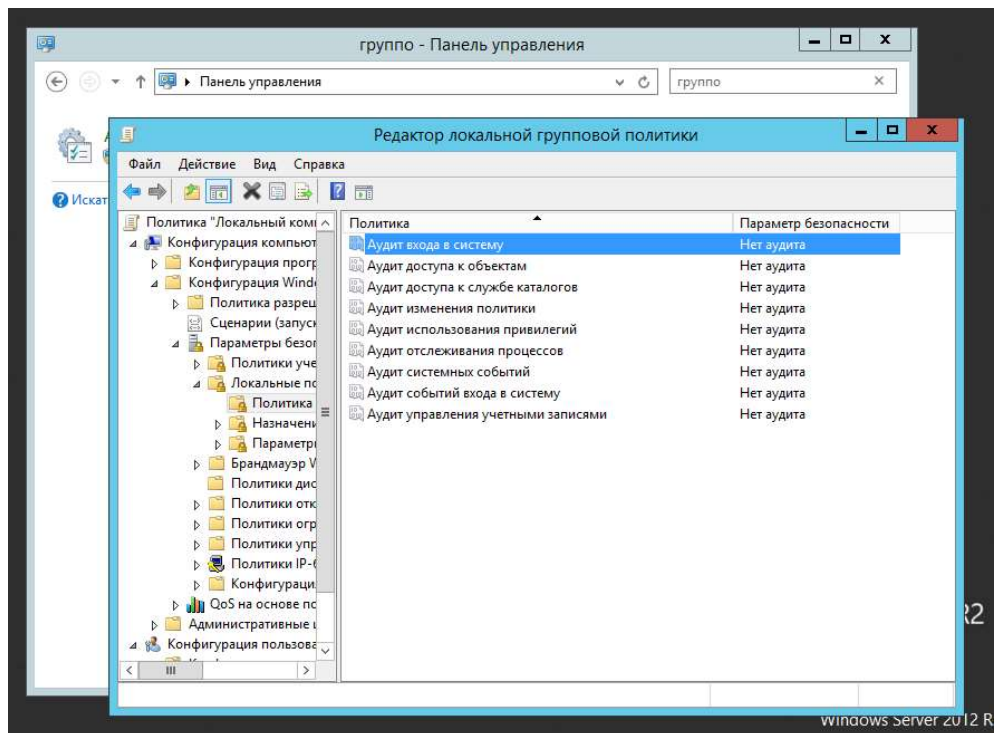 группо - Панель управления
Панель управления
группо
Искат
Редактор локальной групповой политики
Файл Действие Вид Справка
Политика "Локальный комп
Конфигурация компьют
Конфигурация прогр
Конфигурация Windo
Политика разреш
Сценарии (запуск
Параметры безоп
Политики уче
Локальные по
Политика
Назначени
Параметры
Брандмауэр W
Политики дис
Политики отк
Политики огр
Политики упр
Политики IP-б
Конфигураци
QoS на основе по
Административные ш
Конфигурация пользова
Политика Параметр безопасности
Аудит входа в систему Нет аудита
Аудит доступа к объектам Нет аудита
Аудит доступа к службе каталогов Нет аудита
Аудит изменения политики Нет аудита
Аудит использования привилегий Нет аудита
Аудит отслеживания процессов Нет аудита
Аудит системных событий Нет аудита
Аудит событий входа в систему Нет аудита
Аудит управления учетными записями Нет аудита
R2
Windows Server 2012 R